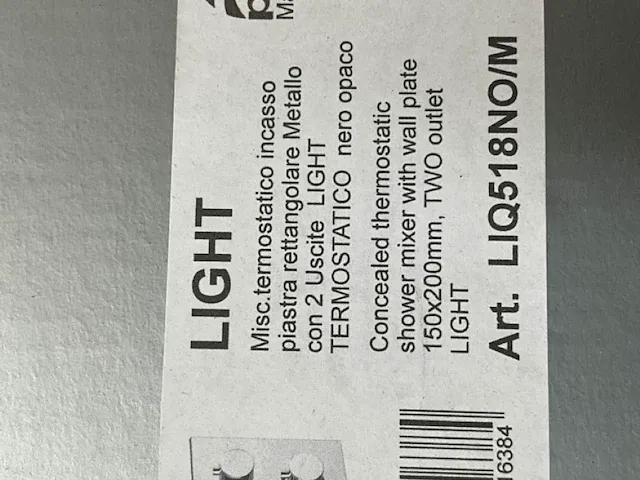 LIGHT
Misc.termostatico incasso
piastra rettangolare Metallo
con 2 Uscite LIGHT
TERMOSTATICO nero opaco
Concealed thermostatic
shower mixer with wall plate
150x200mm, TWO outlet
LIGHT
Art. LIQ518NO/M
16384